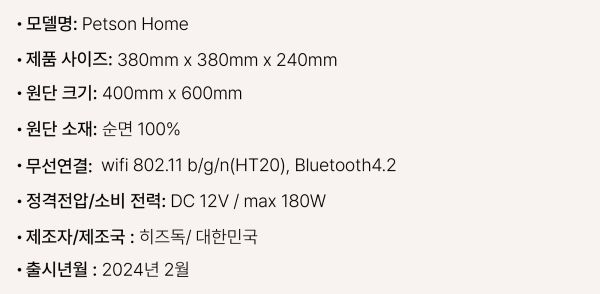 • 모델명: Petson Home
• 제품 사이즈: 380mm x 380mm x 240mm
• 원단 크기: 400mm x 600mm
• 원단 소재: 순면 100%
• 무선연결: wifi 802.11 b/g/n(HT20), Bluetooth4.2
• 정격전압/소비 전력: DC 12V / max 180W
• 제조자/제조국 : 히즈독/ 대한민국
• 출시년월 : 2024년 2월